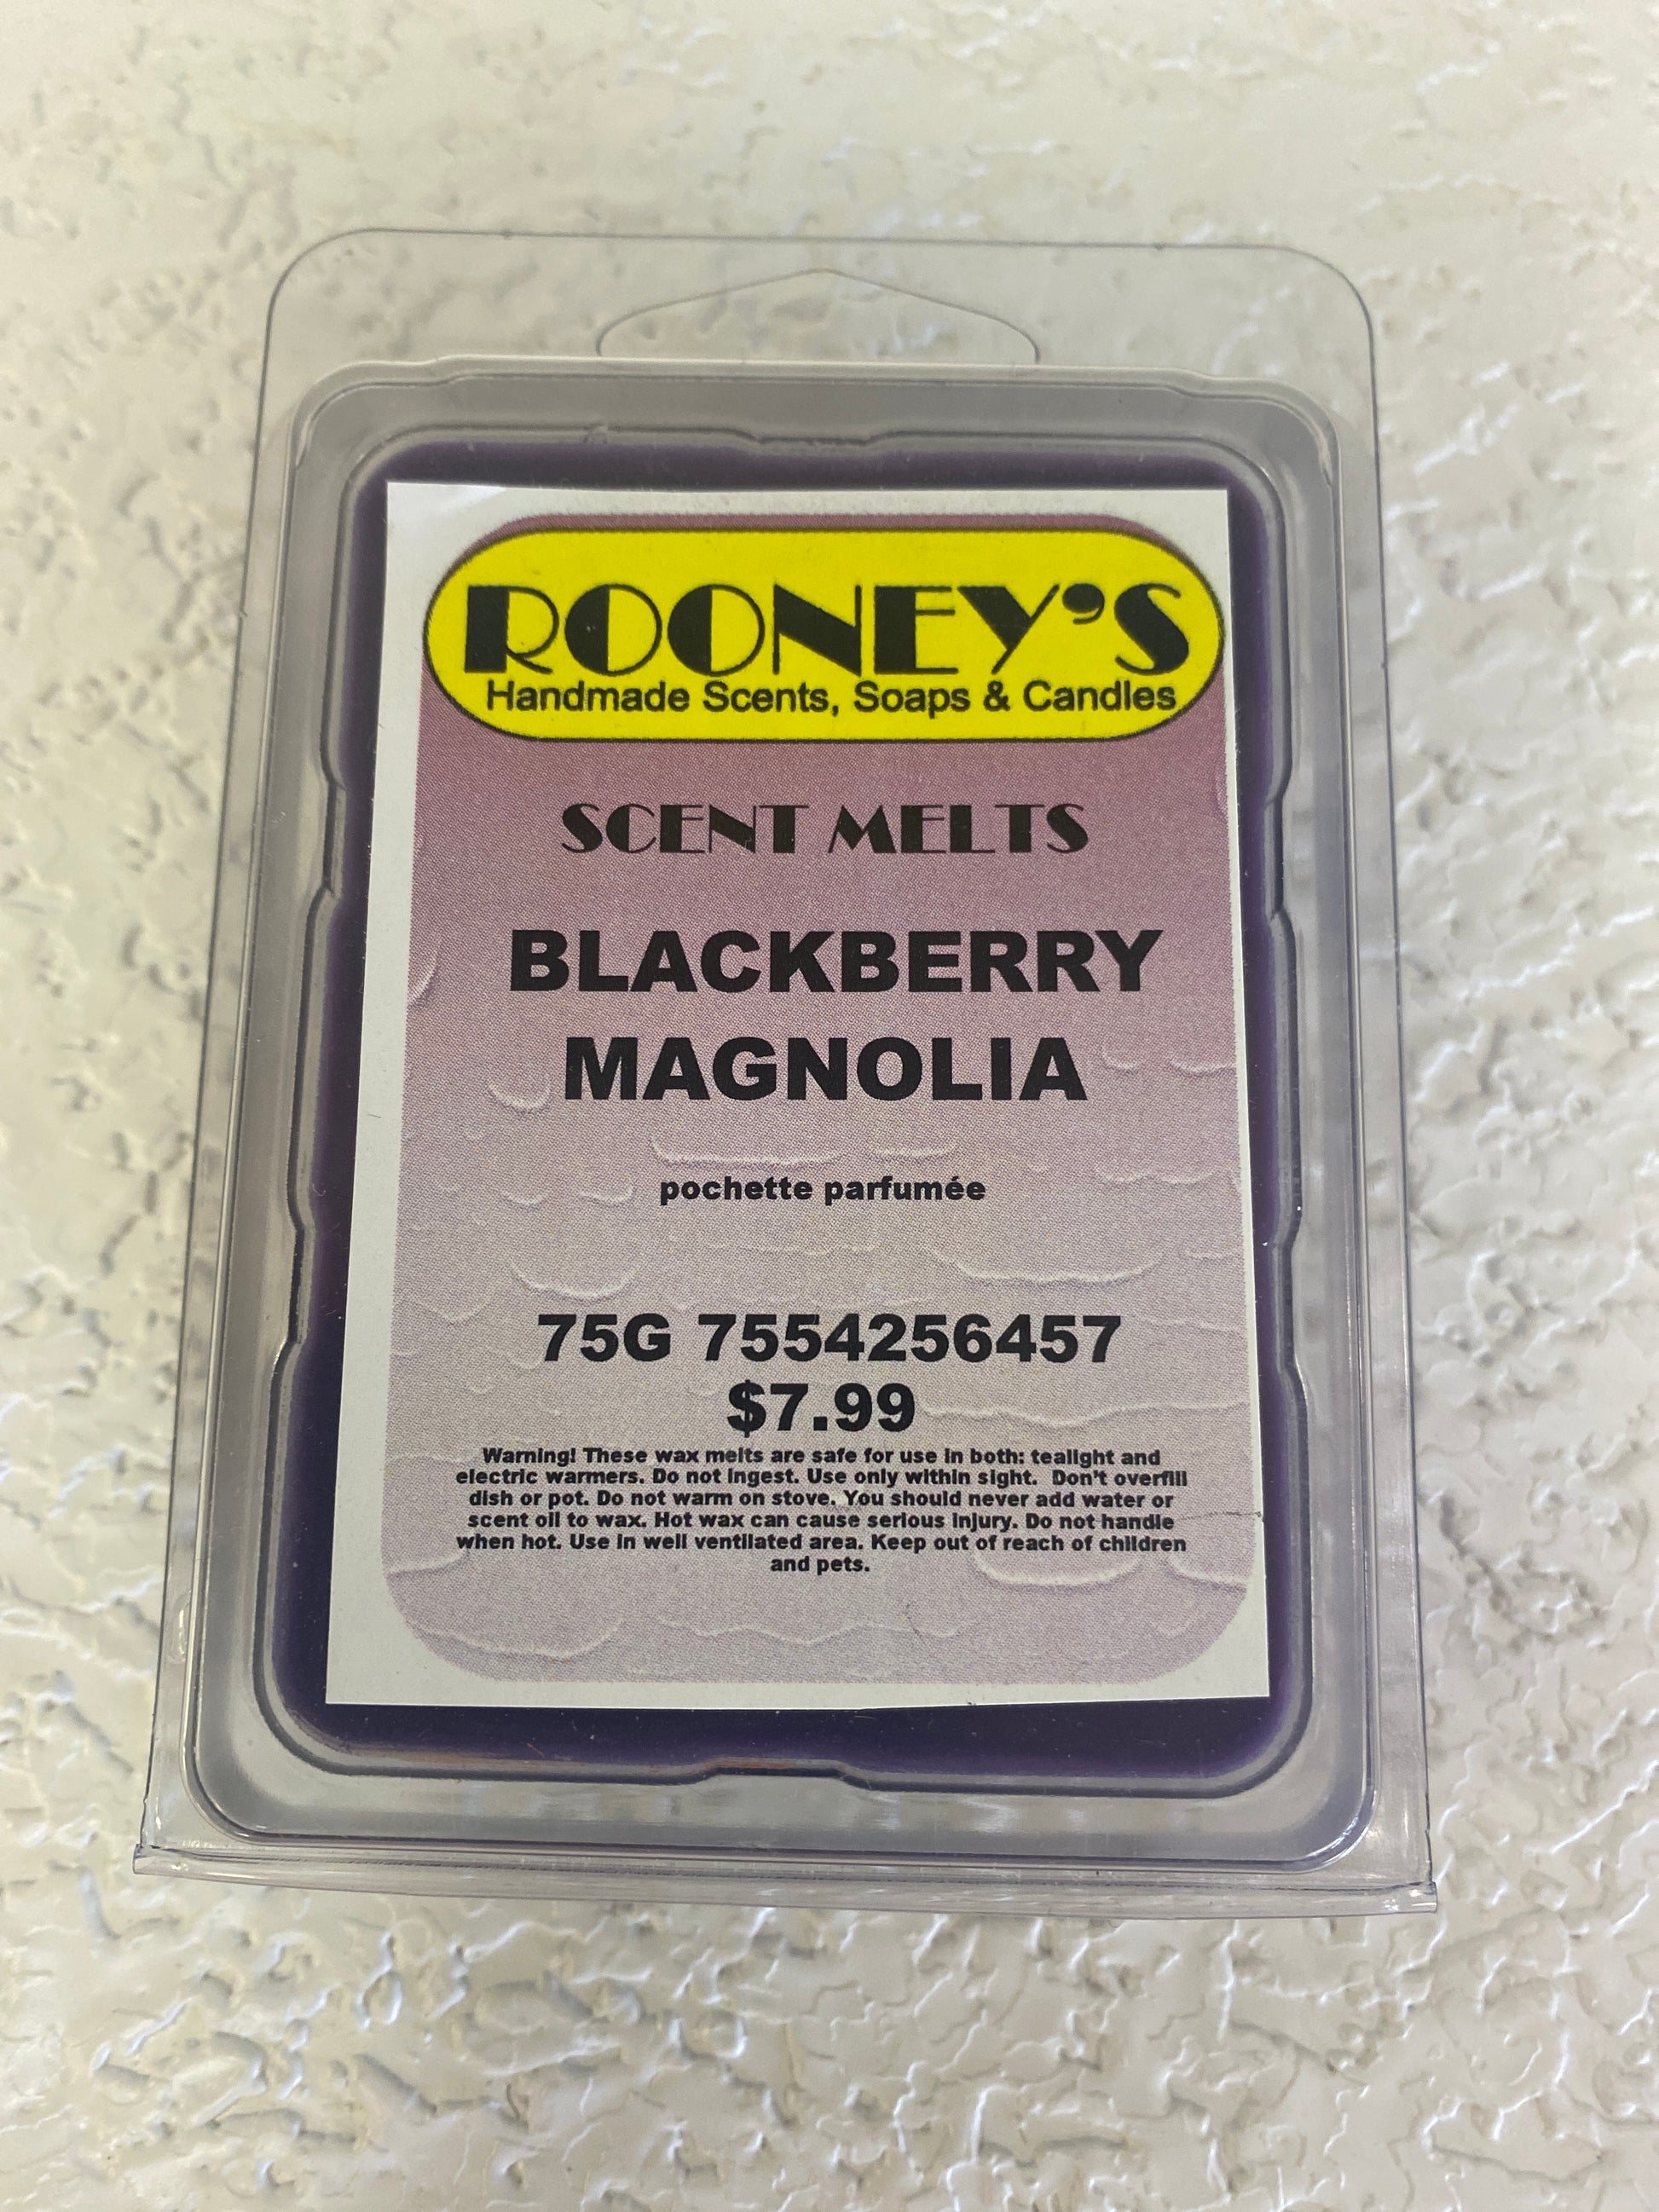 ROONEY'S
Handmade Scents, Soaps & Candles
SCENT MELTS
BLACKBERRY
MAGNOLIA
pochette parfumée
75G 7554256457
$7.99
Warning! These wax melts are safe for use in both: tealight and
electric warmers. Do not ingest. Use only within sight. Don't overfill
dish or pot. Do not warm on stove. You should never add water or
scent oil to wax. Hot wax can cause serious injury. Do not handle
when hot. Use in well ventilated area. Keep out of reach of children
and pets.